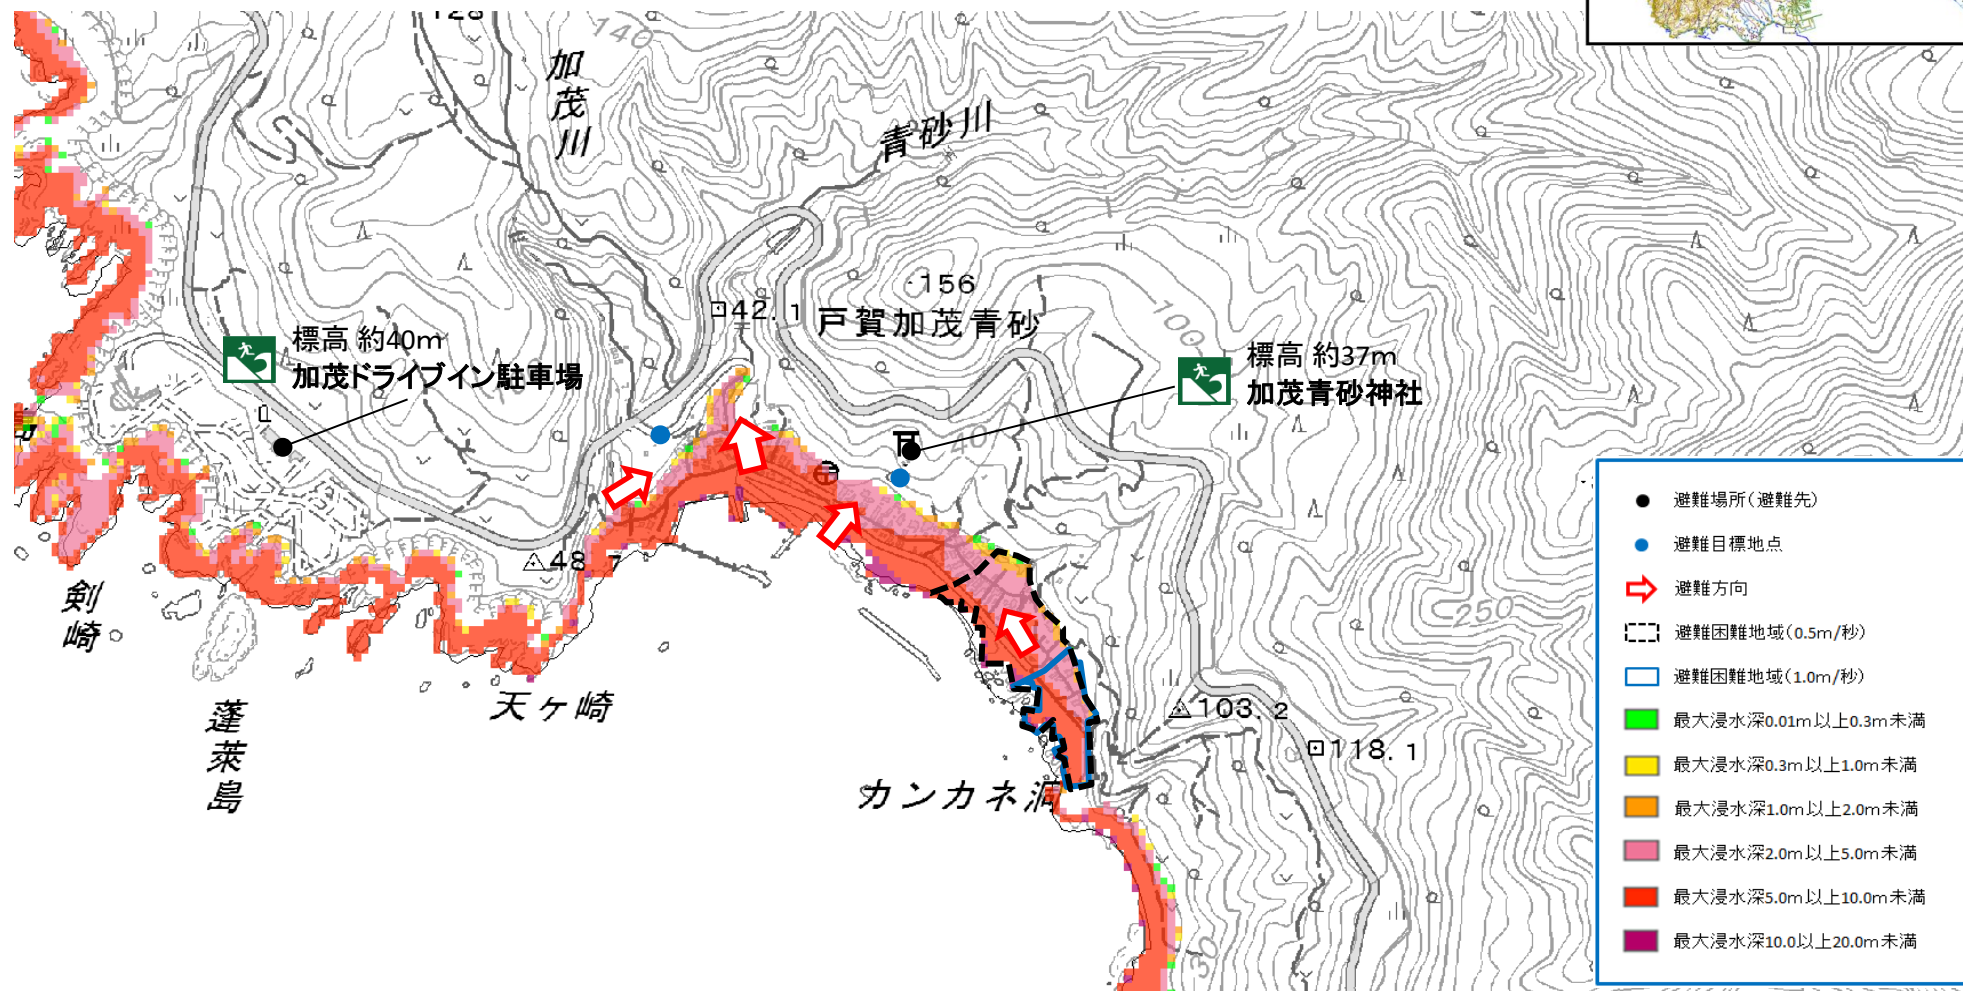 128
140
加茂川
青砂川
156
42.1
戸賀加茂青砂
100
標高 約40m
加茂ドライブイン駐車場
標高 約37m
加茂青砂神社
40
48.7
剣崎
蓬莱島
天ヶ崎
カンカネ洞
103.2
118.1
250
30
避難場所(避難先)
避難目標地点
避難方向
避難困難地域(0.5m/秒)
避難困難地域(1.0m/秒)
最大浸水深0.01m以上0.3m未満
最大浸水深0.3m以上1.0m未満
最大浸水深1.0m以上2.0m未満
最大浸水深2.0m以上5.0m未満
最大浸水深5.0m以上10.0m未満
最大浸水深10.0以上20.0m未満